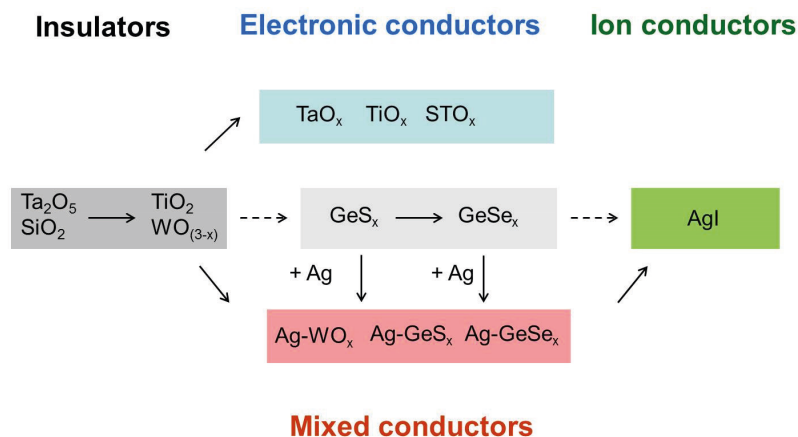 Insulators Electronic conductors Ion conductors
TaOₓ TiOₓ STOₓ
Ta₂O₅ TiO₂
SiO₂ WO₍₃₋ₓ₎
GeSₓ GeSeₓ AgI
+ Ag + Ag
Ag-WOₓ Ag-GeSₓ Ag-GeSeₓ
Mixed conductors